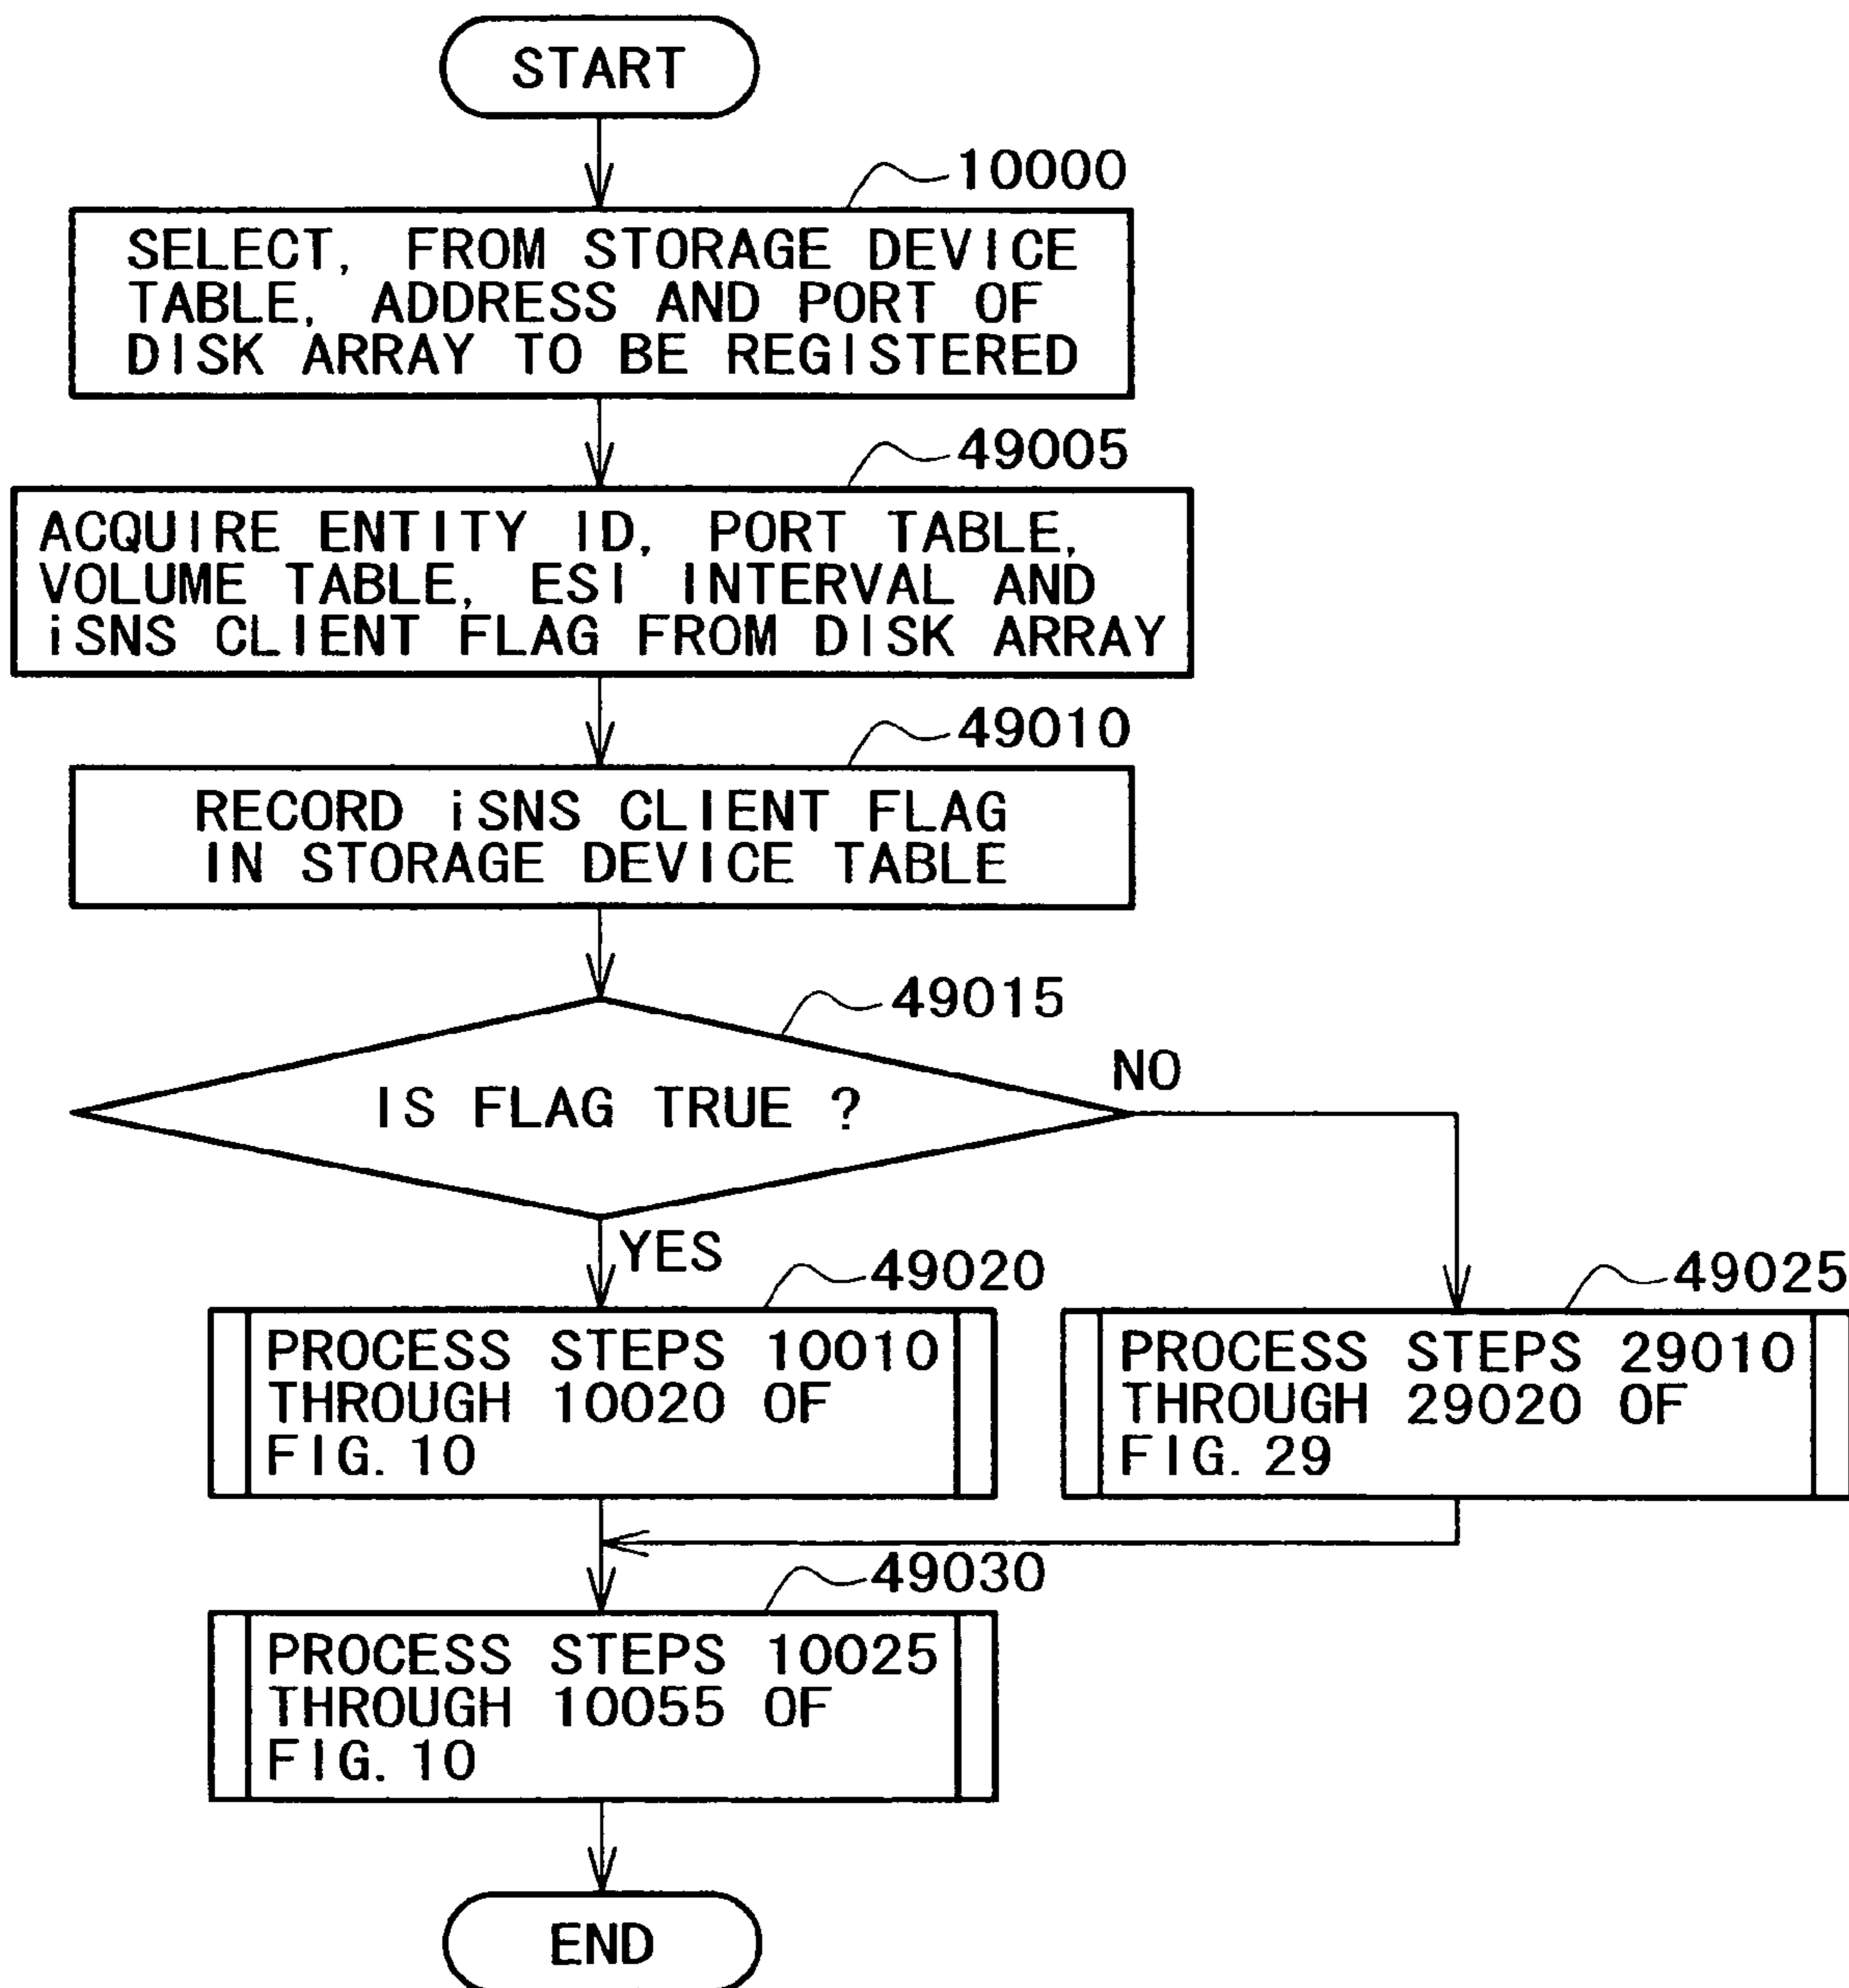 START
10000
SELECT, FROM STORAGE DEVICE
TABLE, ADDRESS AND PORT OF
DISK ARRAY TO BE REGISTERED
49005
ACQUIRE ENTITY ID, PORT TABLE,
VOLUME TABLE, ESI INTERVAL AND
iSNS CLIENT FLAG FROM DISK ARRAY
49010
RECORD iSNS CLIENT FLAG
IN STORAGE DEVICE TABLE
49015
IS FLAG TRUE ?
NO
YES
49020
PROCESS STEPS 10010
THROUGH 10020 OF
FIG. 10
49025
PROCESS STEPS 29010
THROUGH 29020 OF
FIG. 29
49030
PROCESS STEPS 10025
THROUGH 10055 OF
FIG. 10
END